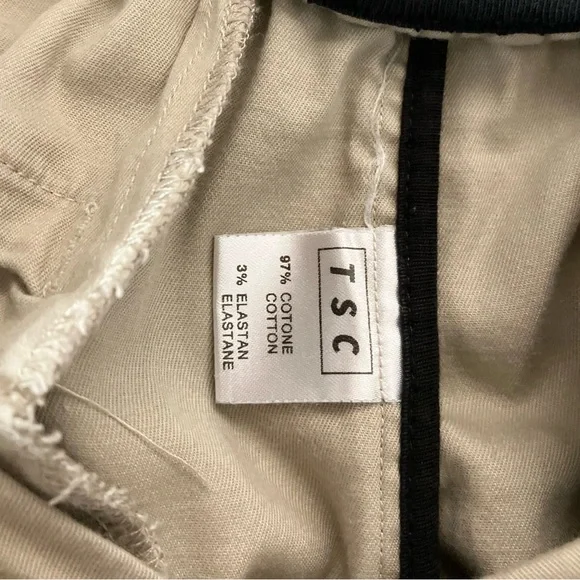 TSC
97% COTONE
COTTON
3% ELASTAN
ELASTANE